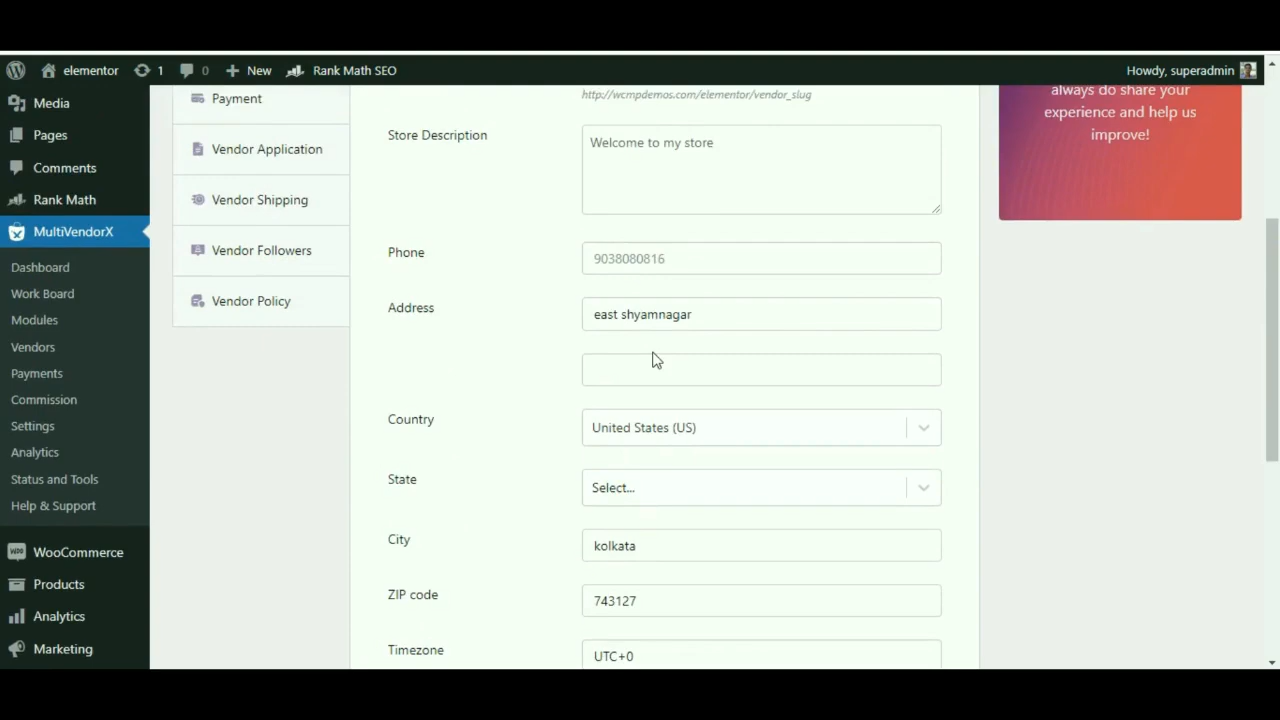 elementor
1
0
New
Rank Math SEO
Howdy, superadmin
Media
Pages
Comments
Rank Math
MultiVendorX
Dashboard
Work Board
Modules
Vendors
Payments
Commission
Settings
Analytics
Status and Tools
Help & Support
WooCommerce
Products
Analytics
Marketing
Payment
Vendor Application
Vendor Shipping
Vendor Followers
Vendor Policy
http://wcmpdemos.com/elementor/vendor_slug
Store Description
Welcome to my store
Phone
9038080816
Address
east shyamnagar
Country
United States (US)
State
Select...
City
kolkata
ZIP code
743127
Timezone
UTC+0
always do share your
experience and help us
improve!